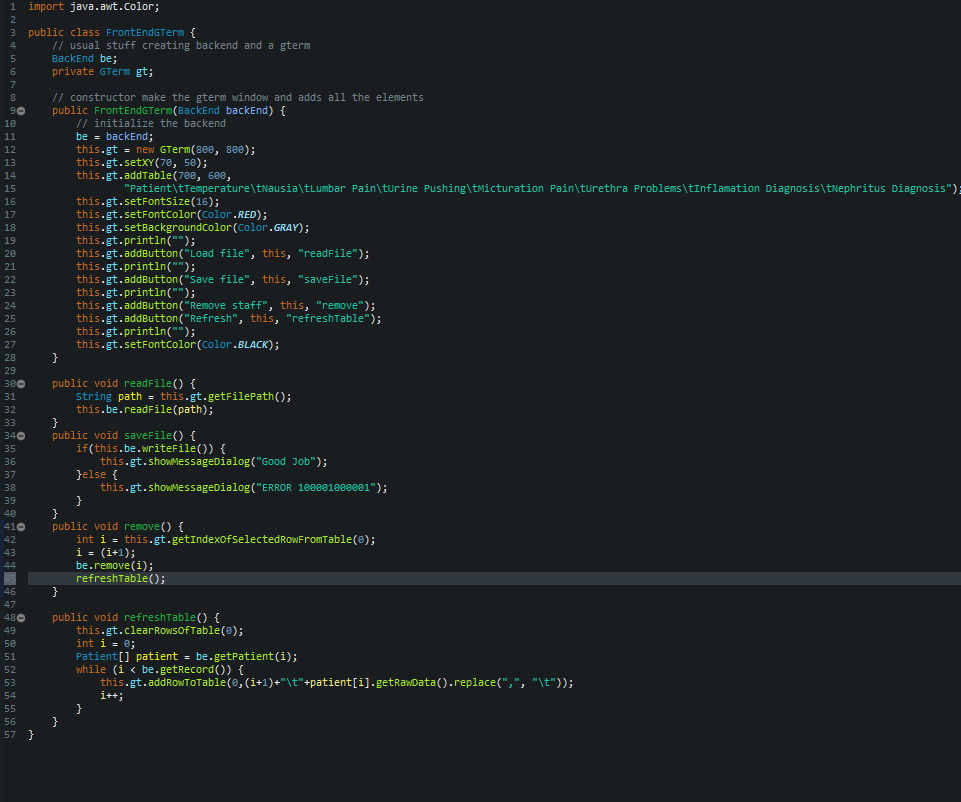 1 import java.awt.Color;
2
3 public class FrontEndGTerm {
4 // usual stuff creating backend and a gterm
5 BackEnd be;
6 private GTerm gt;
7
8 // constructor make the gterm window and adds all the elements
9 public FrontEndGTerm(BackEnd backEnd) {
10 // initialize the backend
11 be = backEnd;
12 this.gt = new GTerm(800, 800);
13 this.gt.setXY(70, 50);
14 this.gt.addTable(700, 600,
15 "Patient\tTemperature\tNausia\tLumbar Pain\tUrine Pushing\tMicturation Pain\tUrethra Problems\tInflamation Diagnosis\tNephritus Diagnosis");
16 this.gt.setFontSize(16);
17 this.gt.setFontColor(Color.RED);
18 this.gt.setBackgroundColor(Color.GRAY);
19 this.gt.println("");
20 this.gt.addButton("Load file", this, "readFile");
21 this.gt.println("");
22 this.gt.addButton("Save file", this, "saveFile");
23 this.gt.println("");
24 this.gt.addButton("Remove staff", this, "remove");
25 this.gt.addButton("Refresh", this, "refreshTable");
26 this.gt.println("");
27 this.gt.setFontColor(Color.BLACK);
28 }
29
30 public void readFile() {
31 String path = this.gt.getFilePath();
32 this.be.readFile(path);
33 }
34 public void saveFile() {
35 if(this.be.writeFile()) {
36 this.gt.showMessageDialog("Good Job");
37 }else {
38 this.gt.showMessageDialog("ERROR 100001000001");
39 }
40 }
41 public void remove() {
42 int i = this.gt.getIndexOfSelectedRowFromTable(0);
43 i = (i+1);
44 be.remove(i);
45 refreshTable();
46 }
47
48 public void refreshTable() {
49 this.gt.clearRowsOfTable(0);
50 int i = 0;
51 Patient[] patient = be.getPatient(i);
52 while (i < be.getRecord()) {
53 this.gt.addRowToTable(0,(i+1)+"\t"+patient[i].getRawData().replace(",", "\t"));
54 i++;
55 }
56 }
57 }